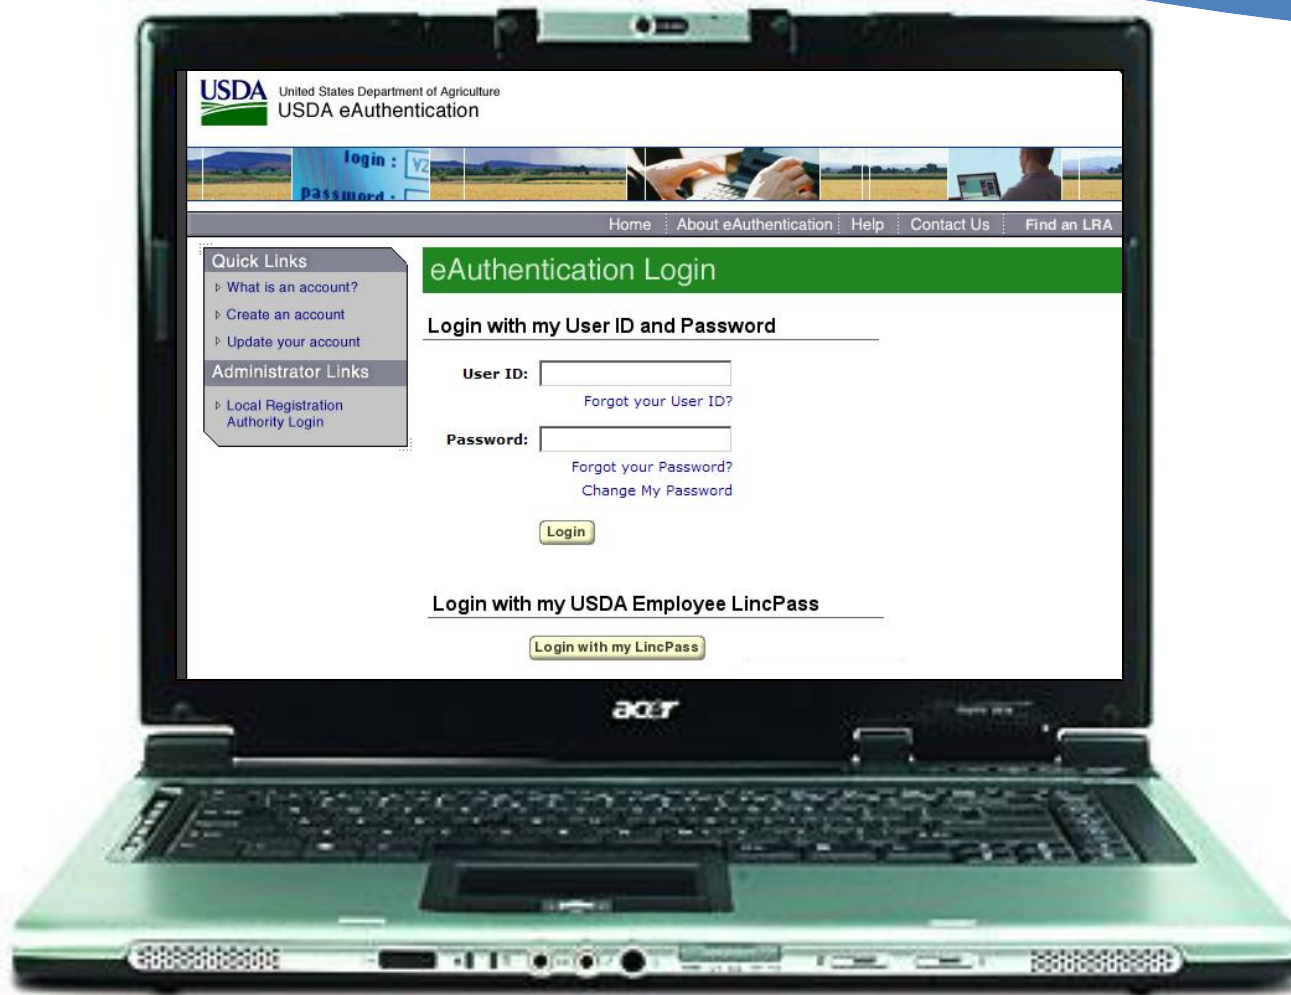 USDA
United States Department of Agriculture
USDA eAuthentication
login :
password :
Home
About eAuthentication
Help
Contact Us
Find an LRA
Quick Links
What is an account?
Create an account
Update your account
Administrator Links
Local Registration
Authority Login
eAuthentication Login
Login with my User ID and Password
User ID:
Forgot your User ID?
Password:
Forgot your Password?
Change My Password
Login
Login with my USDA Employee LincPass
Login with my LincPass
acer